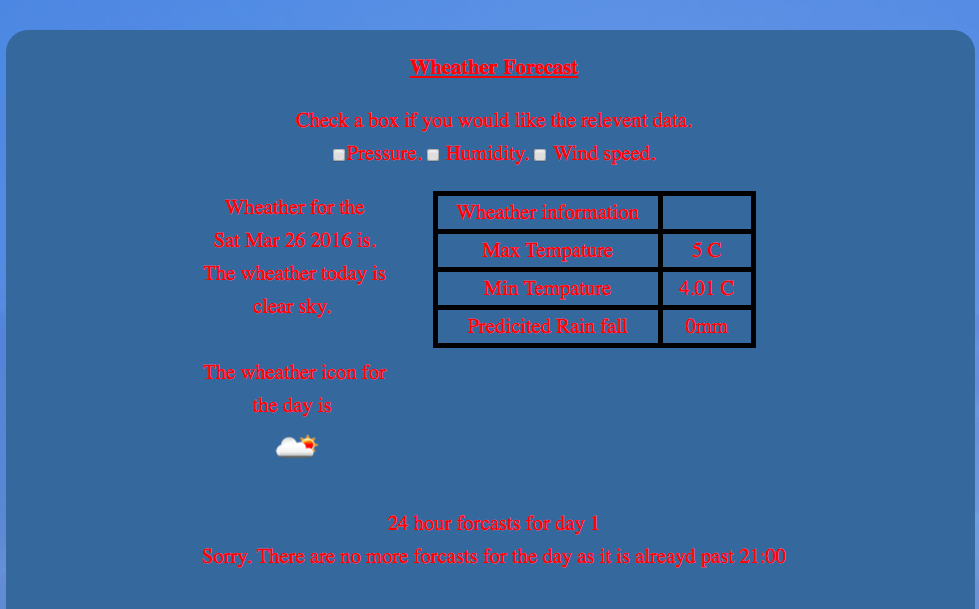 Wheather Forecast
Check a box if you would like the relevent data.
Pressure. Humidity. Wind speed.
Wheather for the
Sat Mar 26 2016 is.
The wheather today is
clear sky.
The wheather icon for
the day is
Wheather information
Max Tempature 5 C
Min Tempature 4.01 C
Predicited Rain fall 0mm
24 hour forcasts for day 1
Sorry. There are no more forcasts for the day as it is alreayd past 21:00